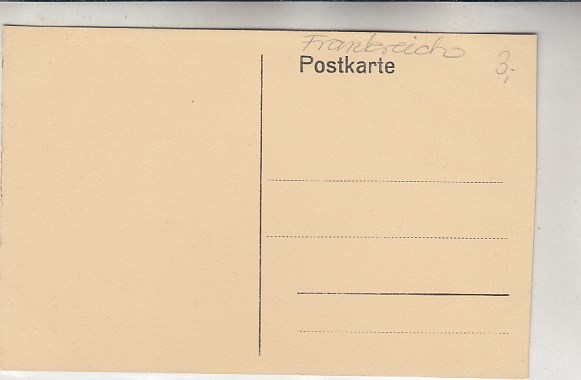 Frankreich
Postkarte
3,-